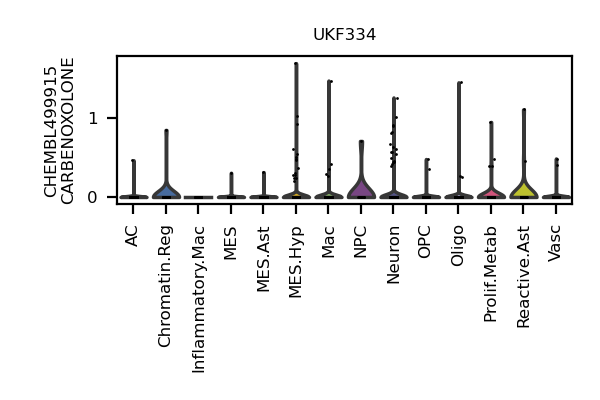 UKF334
CHEMBL499915
CARBENOXOLONE
1
0
AC
Chromatin.Reg
Inflammatory.Mac
MES
MES.Ast
MES.Hyp
Mac
NPC
Neuron
OPC
Oligo
Prolif.Metab
Reactive.Ast
Vasc